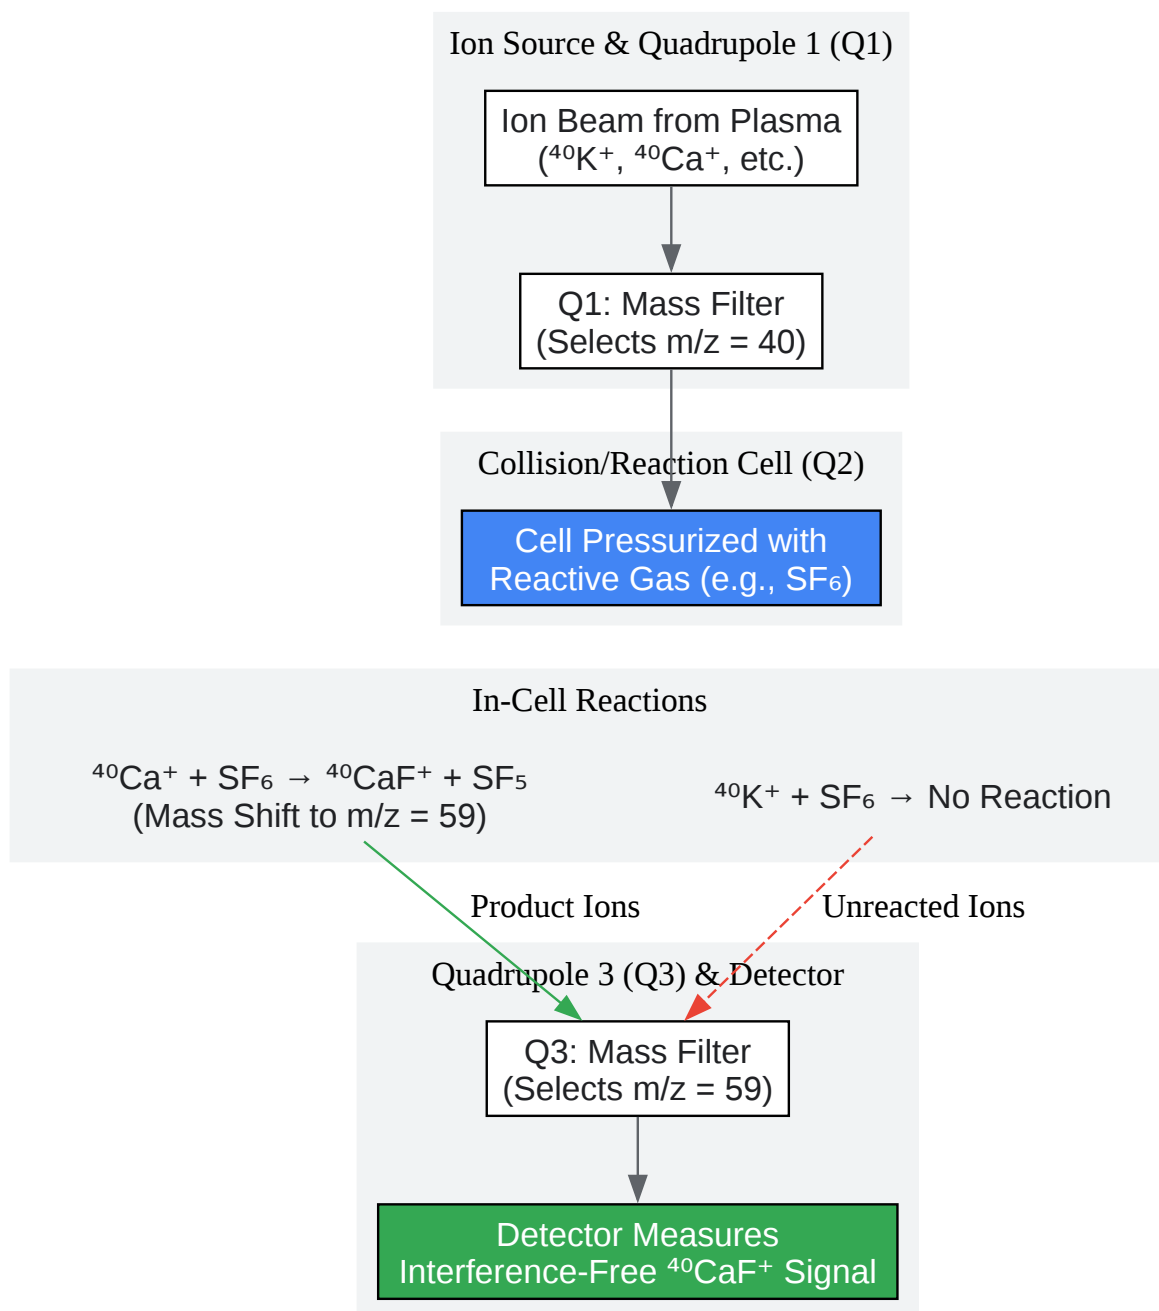 Ion Source & Quadrupole 1 (Q1)
Ion Beam from Plasma
(⁴⁰K⁺, ⁴⁰Ca⁺, etc.)
Q1: Mass Filter
(Selects m/z = 40)
Collision/Reaction Cell (Q2)
Cell Pressurized with
Reactive Gas (e.g., SF₆)
In-Cell Reactions
⁴⁰Ca⁺ + SF₆ → ⁴⁰CaF⁺ + SF₅
(Mass Shift to m/z = 59)
⁴⁰K⁺ + SF₆ → No Reaction
Product Ions
Unreacted Ions
Quadrupole 3 (Q3) & Detector
Q3: Mass Filter
(Selects m/z = 59)
Detector Measures
Interference-Free ⁴⁰CaF⁺ Signal